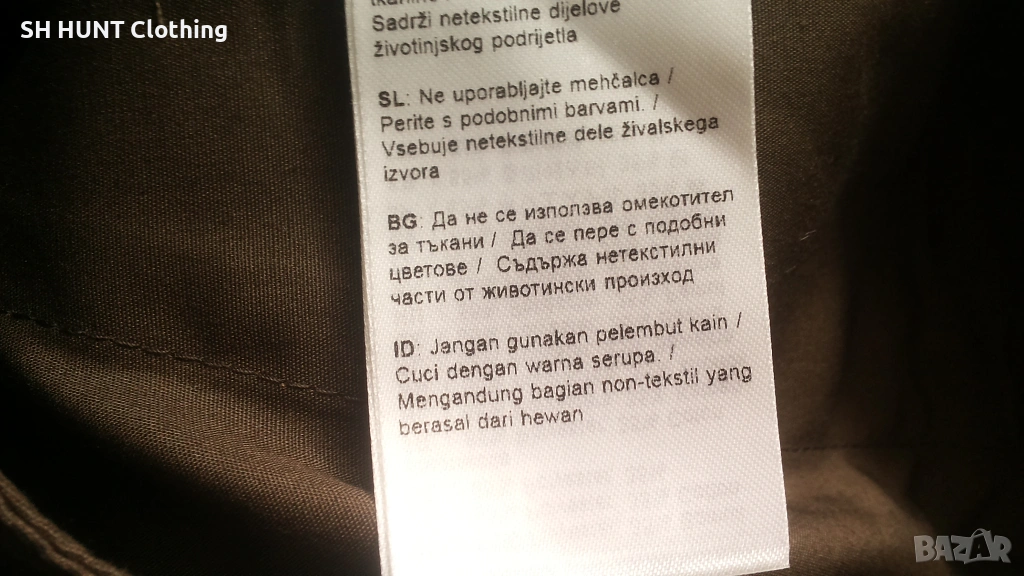 SH HUNT Clothing
Sadrži netekstilne dijelove
životinjskog podrijetla
SL: Ne uporabljajte mehčalca /
Perite s podobnimi barvami. /
Vsebuje netekstilne dele živalskega
izvora
BG: Да не се използва омекотител
за тъкани / Да се пере с подобни
цветове / Съдържа нетекстилни
части от животински произход
ID: Jangan gunakan pelembut kain /
Cuci dengan warna serupa. /
Mengandung bagian non-tekstil yang
berasal dari hewan
BAZAR